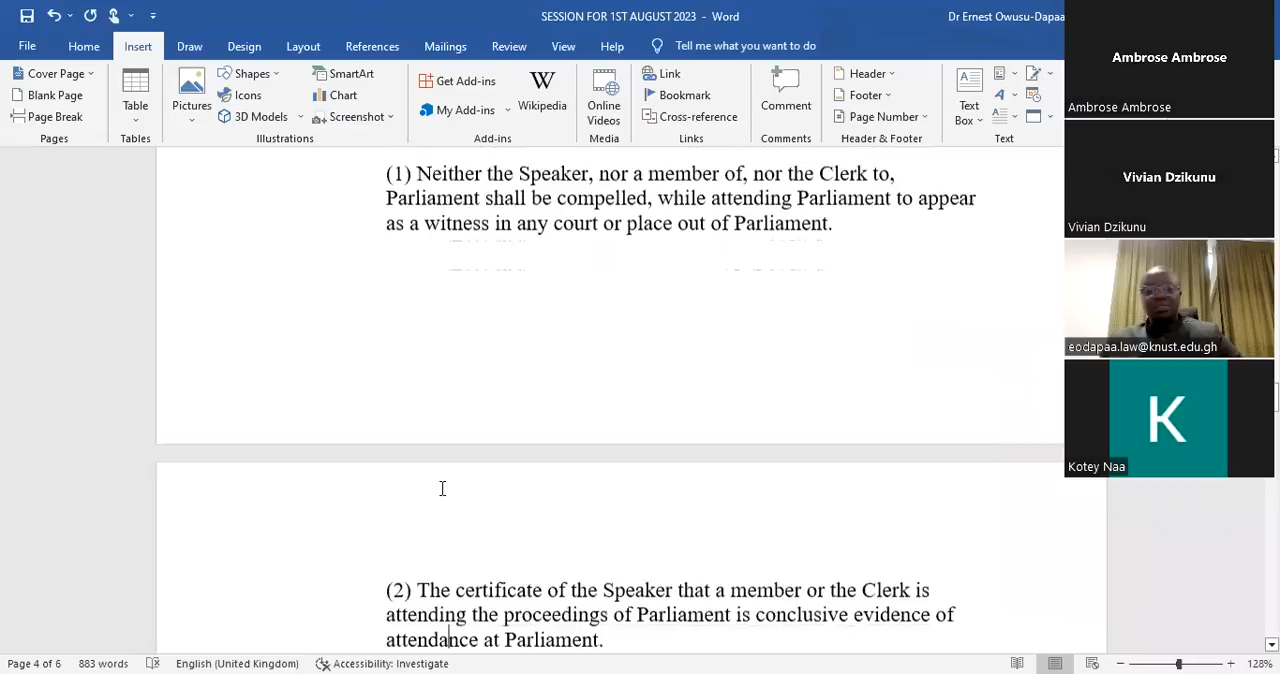 SESSION FOR 1ST AUGUST 2023 - Word
Dr Ernest Owusu-Dapaa
File Home Insert Draw Design Layout References Mailings Review View Help Tell me what you want to do
Cover Page
Blank Page
Page Break
Pages
Table
Tables
Pictures
Shapes
Icons
3D Models
SmartArt
Chart
Screenshot
Illustrations
Get Add-ins
My Add-ins
W
Wikipedia
Add-ins
Online
Videos
Media
Link
Bookmark
Cross-reference
Links
Comment
Comments
Header
Footer
Page Number
Header & Footer
Text
Box
Text
(1) Neither the Speaker, nor a member of, nor the Clerk to,
Parliament shall be compelled, while attending Parliament to appear
as a witness in any court or place out of Parliament.
(2) The certificate of the Speaker that a member or the Clerk is
attending the proceedings of Parliament is conclusive evidence of
attendance at Parliament.
Ambrose Ambrose
Ambrose Ambrose
Vivian Dzikunu
Vivian Dzikunu
eodapaa.law@knust.edu.gh
K
Kotey Naa
Page 4 of 6 883 words English (United Kingdom) Accessibility: Investigate 128%